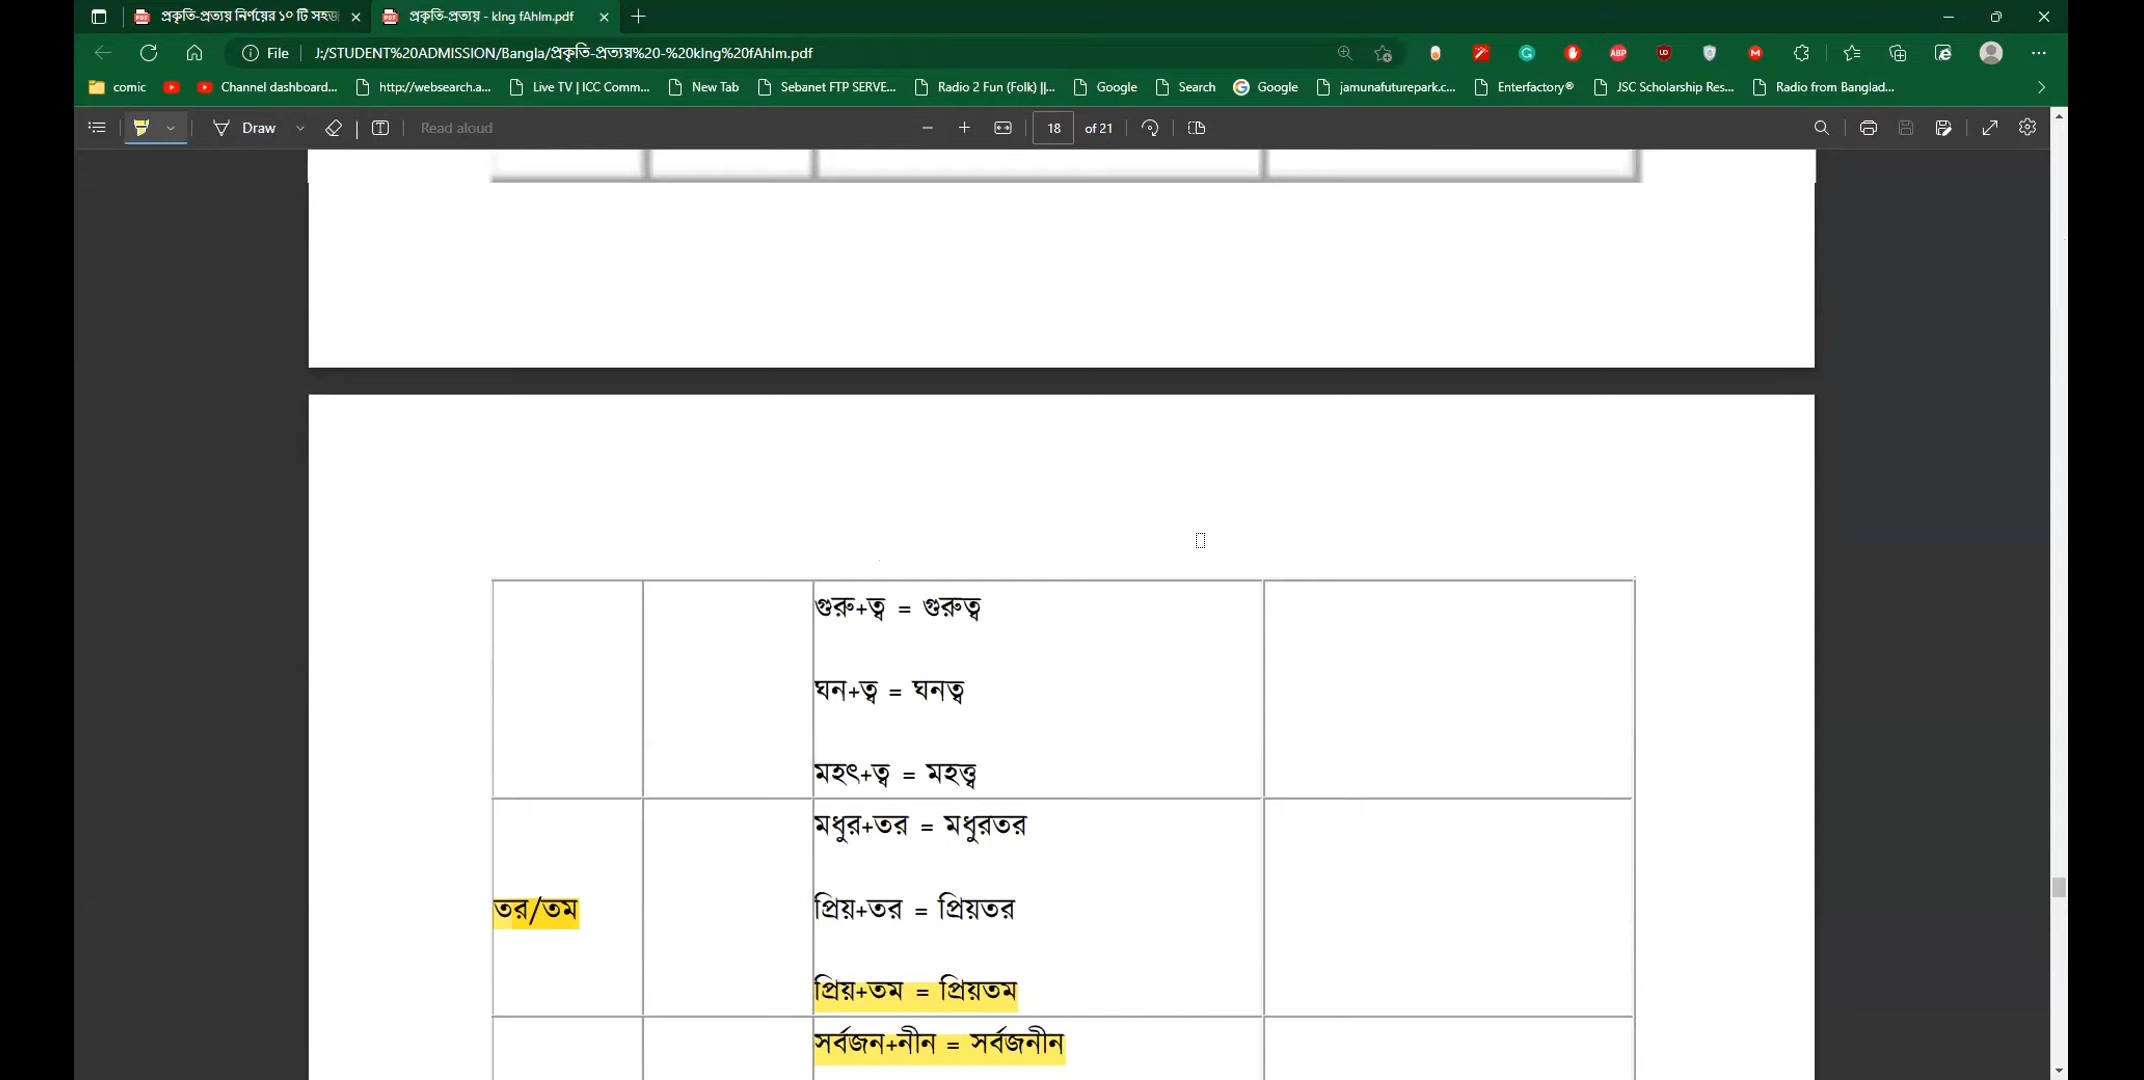 প্রকৃতি-প্রত্যয় নির্ণয়ের ১০ টি সহজ
প্রকৃতি-প্রত্যয় - kIng fAhIm.pdf
File
J:/STUDENT%20ADMISSION/Bangla/প্রকৃতি-প্রত্যয়%20-%20kIng%20fAhIm.pdf
comic
Channel dashboard...
http://websearch.a...
Live TV | ICC Comm...
New Tab
Sebanet FTP SERVE...
Radio 2 Fun (Folk) ||...
Google
Search
Google
jamunafuturepark.c...
Enterfactory®
JSC Scholarship Res...
Radio from Banglad...
Draw
Read aloud
18 of 21
গুরু+ত্ব = গুরুত্ব
ঘন+ত্ব = ঘনত্ব
মহৎ+ত্ব = মহত্ত্ব
মধুর+তর = মধুরতর
তর/তম
প্রিয়+তর = প্রিয়তর
প্রিয়+তম = প্রিয়তম
সর্বজন+নীন = সর্বজনীন